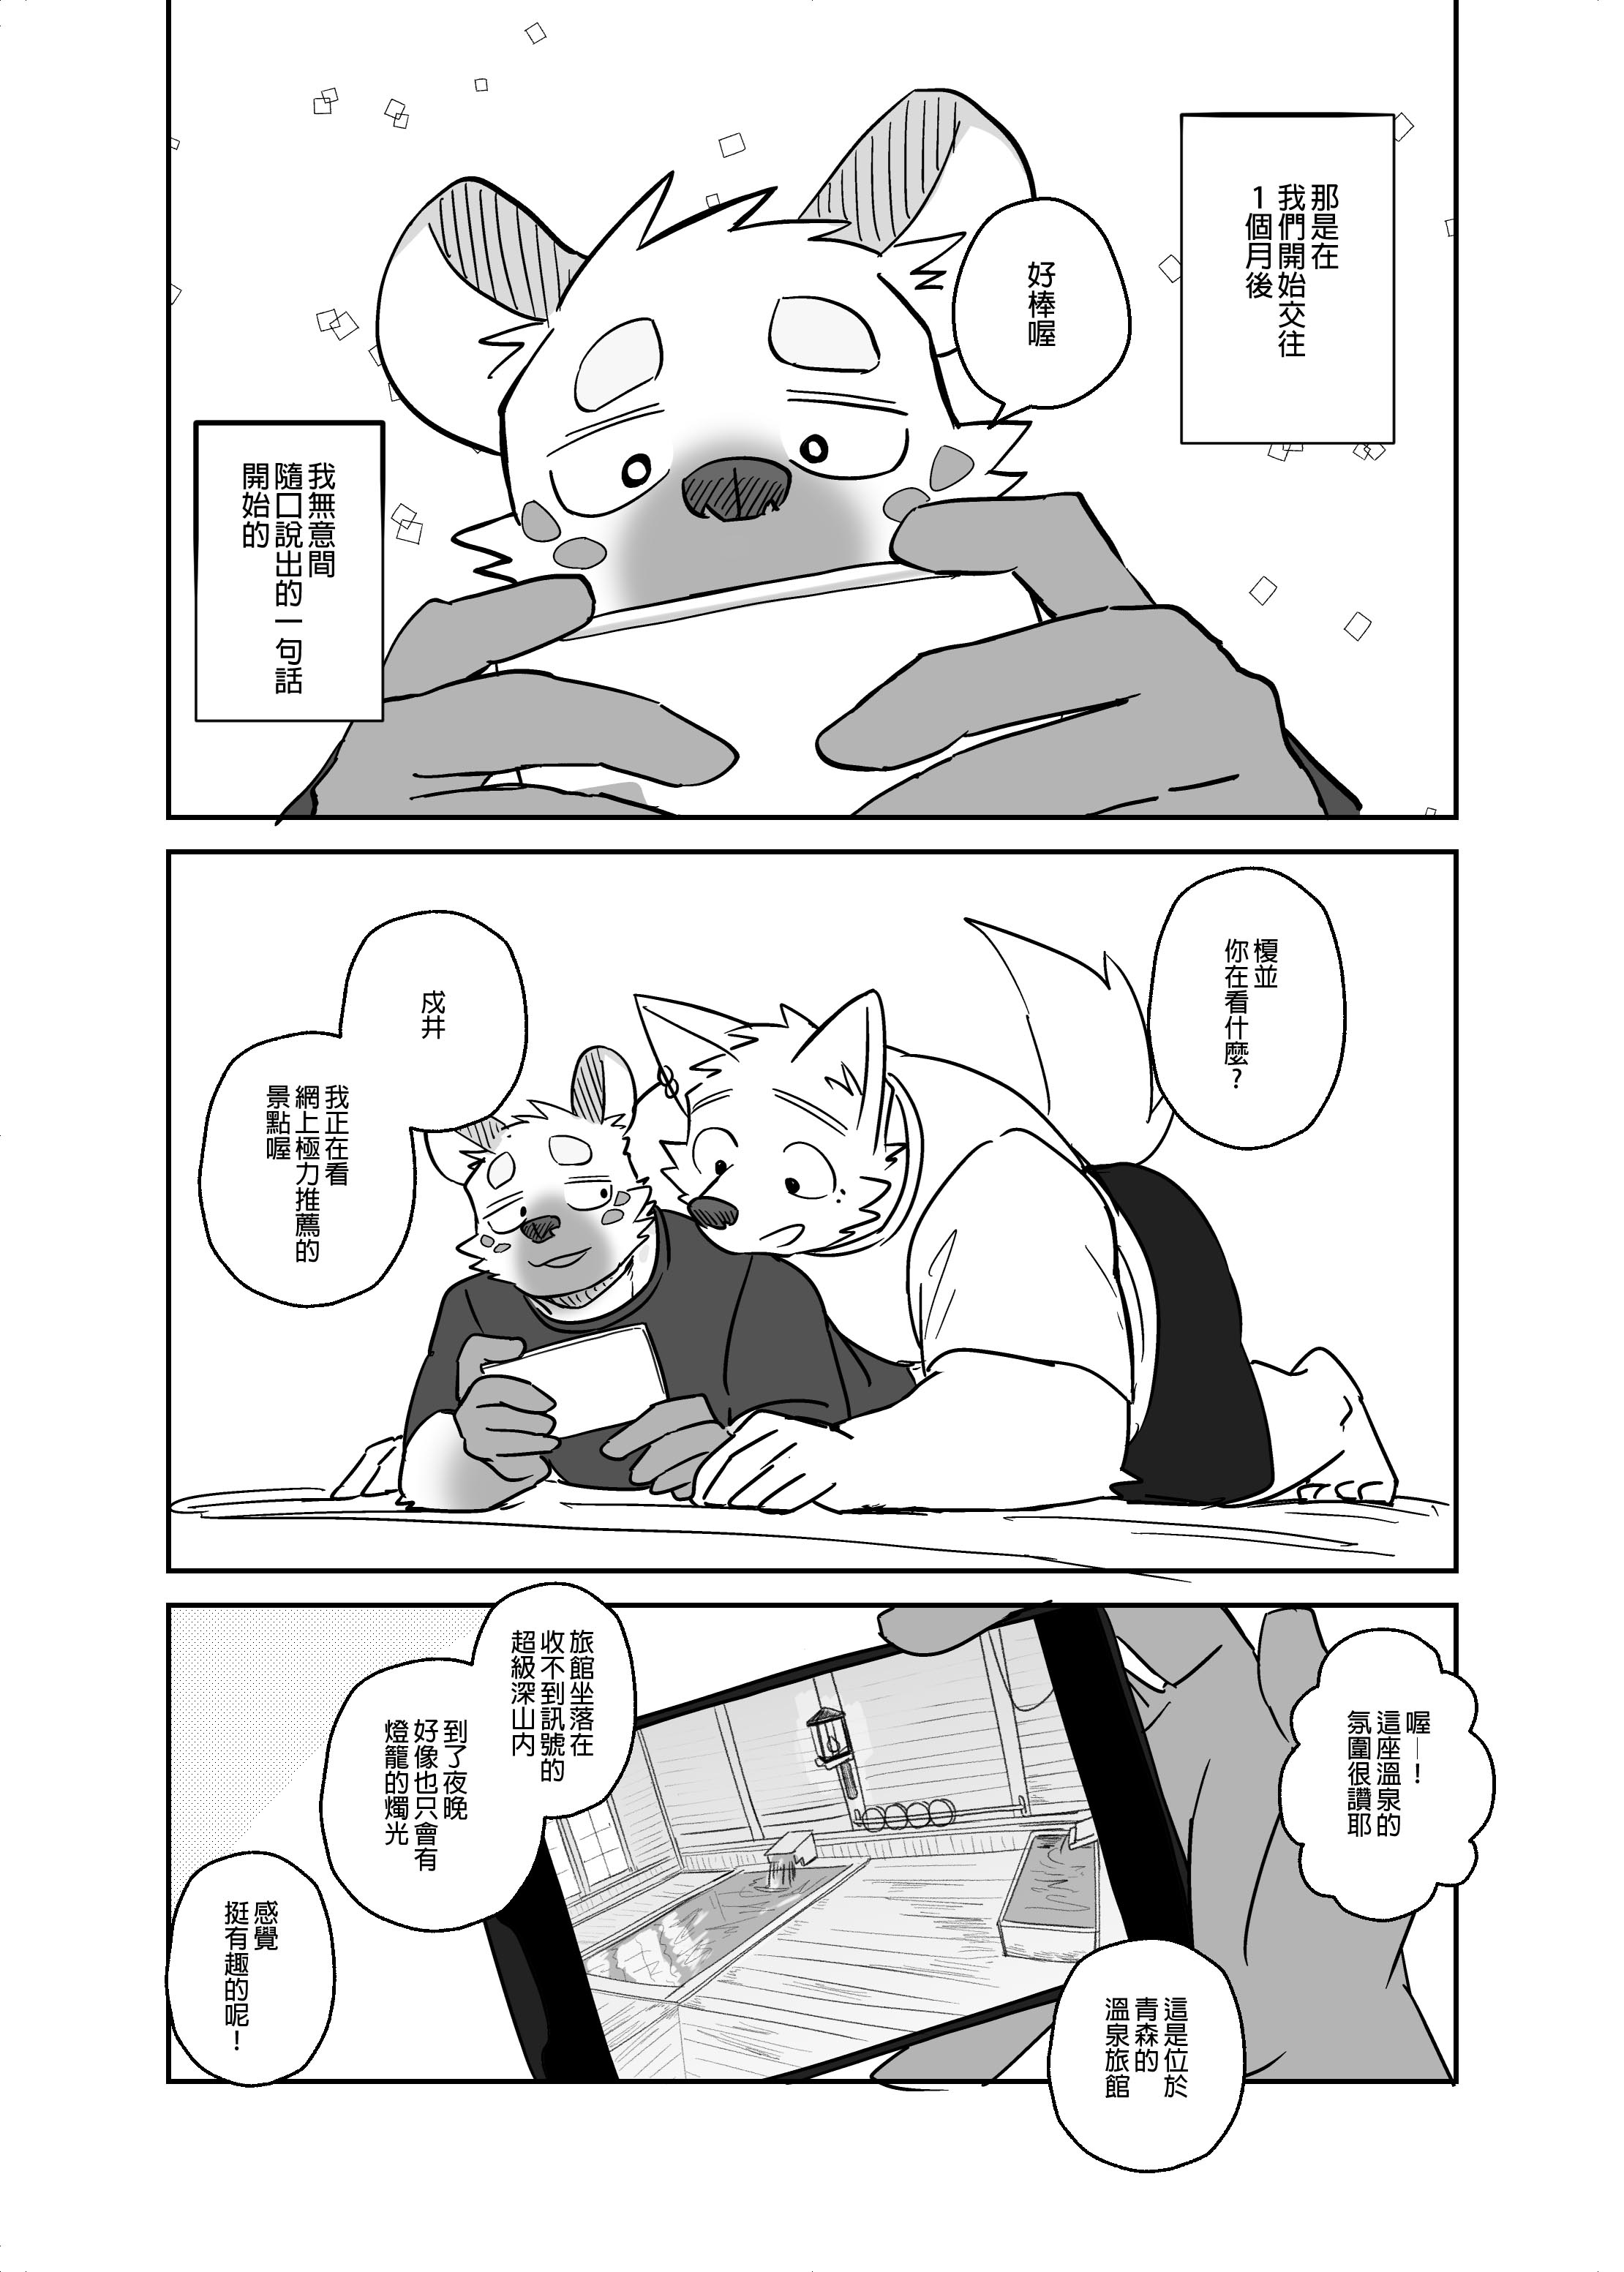 那是在
我們開始交往
1個月後
好棒喔
我無意間
隨口說出的一句話
開始的
榎並
你在看什麼?
戍井
我正在看
網上極力推薦的
景點喔
喔—!
這座溫泉的
氛圍很讚耶
這是位於
青森的
溫泉旅館
旅館坐落在
收不到訊號的
超級深山內
到了夜晚
好像也只會有
燈籠的燭光
感覺
挺有趣的呢!